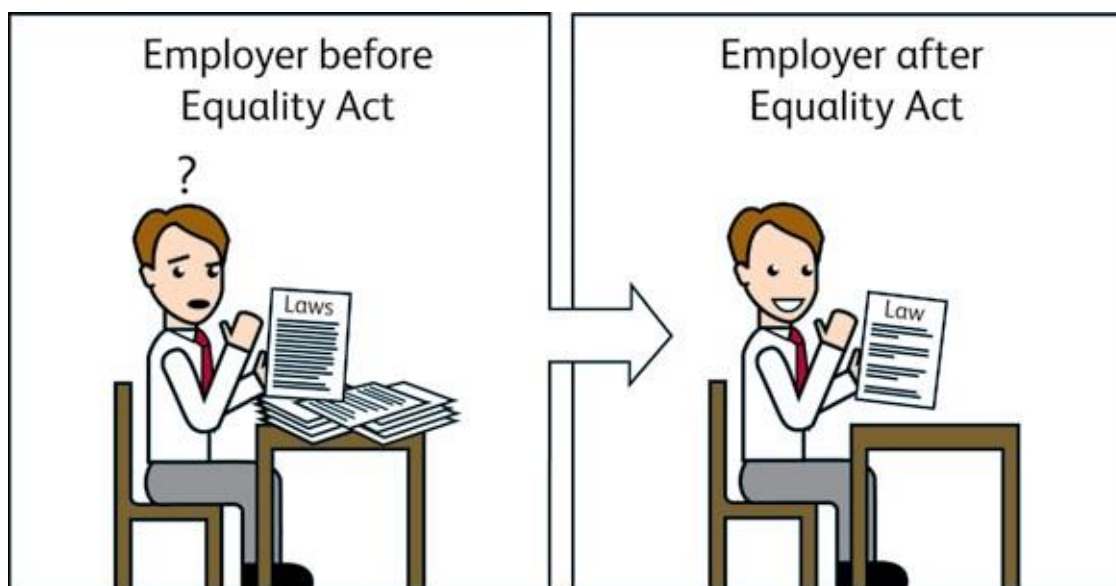 Employer before
Equality Act
?
Laws
Employer after
Equality Act
Law